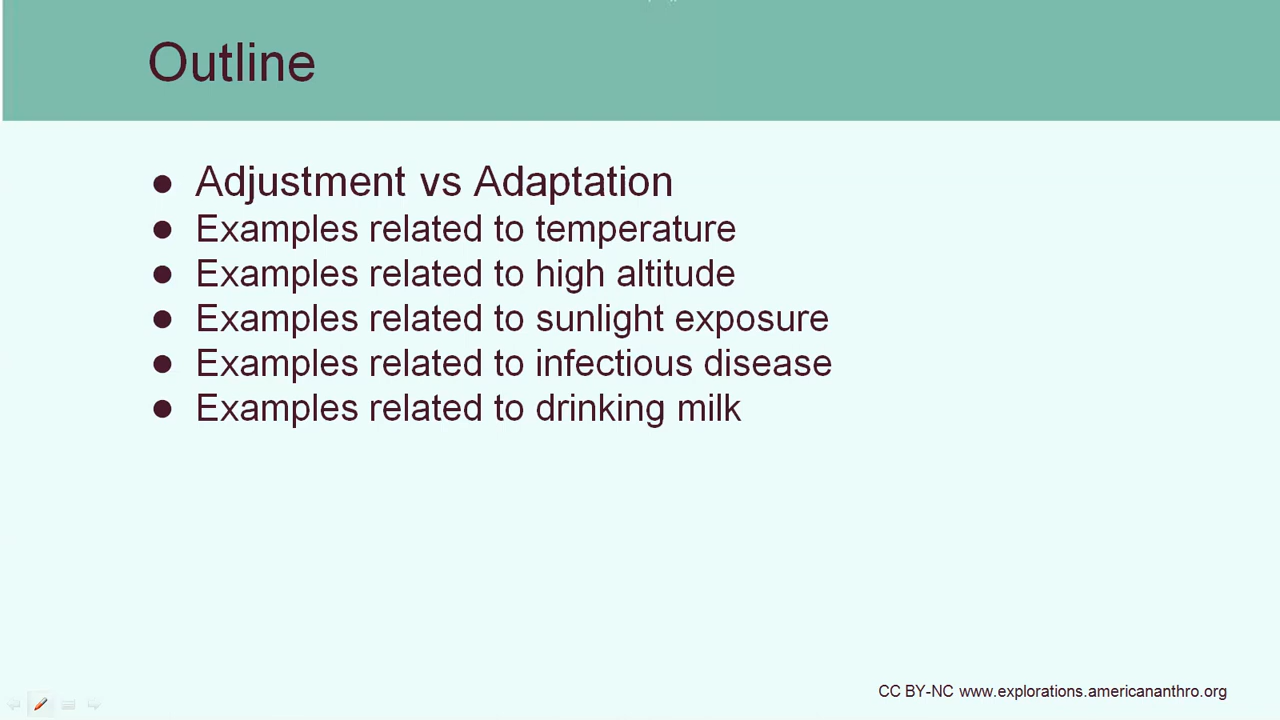 Outline
● Adjustment vs Adaptation
● Examples related to temperature
● Examples related to high altitude
● Examples related to sunlight exposure
● Examples related to infectious disease
● Examples related to drinking milk
CC BY-NC www.explorations.americananthro.org